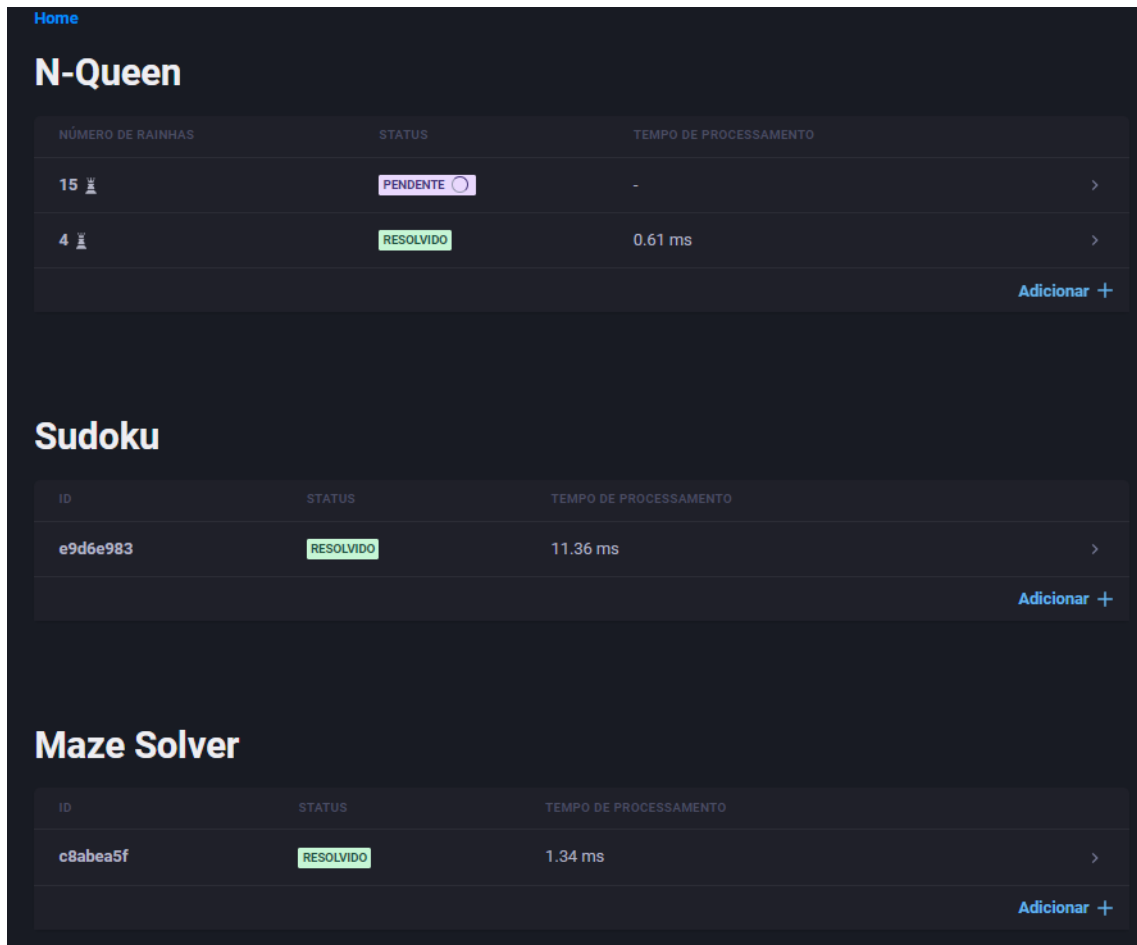 Home
N-Queen
NÚMERO DE RAINHAS STATUS TEMPO DE PROCESSAMENTO
15 PENDENTE -
4 RESOLVIDO 0.61 ms
Adicionar +
Sudoku
ID STATUS TEMPO DE PROCESSAMENTO
e9d6e983 RESOLVIDO 11.36 ms
Adicionar +
Maze Solver
ID STATUS TEMPO DE PROCESSAMENTO
c8abea5f RESOLVIDO 1.34 ms
Adicionar +